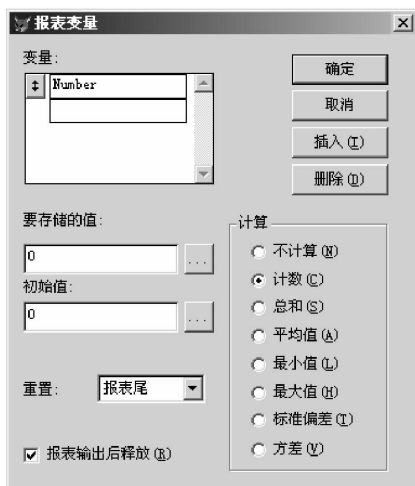 报表变量
变量:
Number
确定
取消
插入(I)
删除(D)
要存储的值:
0
...
初始值:
0
...
重置:
报表尾
报表输出后释放(R)
计算
不计算(N)
计数(C)
总和(S)
平均值(A)
最小值(L)
最大值(H)
标准偏差(T)
方差(V)